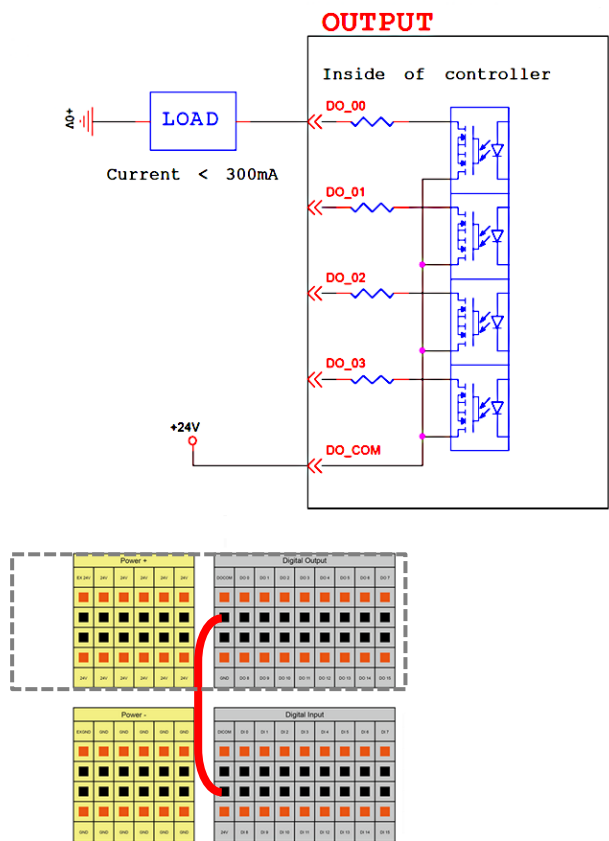 OUTPUT
Inside of controller
DO_00
+0V
LOAD
Current < 300mA
DO_01
DO_02
DO_03
+24V
DO_COM
Power + Digital Output
EX 24V 24V 24V 24V 24V 24V DOCOM DO 0 DO 1 DO 2 DO 3 DO 4 DO 5 DO 6 DO 7
24V 24V 24V 24V 24V 24V GND DO 8 DO 9 DO 10 DO 11 DO 12 DO 13 DO 14 DO 15
Power - Digital Input
EXGND GND GND GND GND GND DICOM DI 0 DI 1 DI 2 DI 3 DI 4 DI 5 DI 6 DI 7
GND GND GND GND GND GND 24V DI 8 DI 9 DI 10 DI 11 DI 12 DI 13 DI 14 DI 15